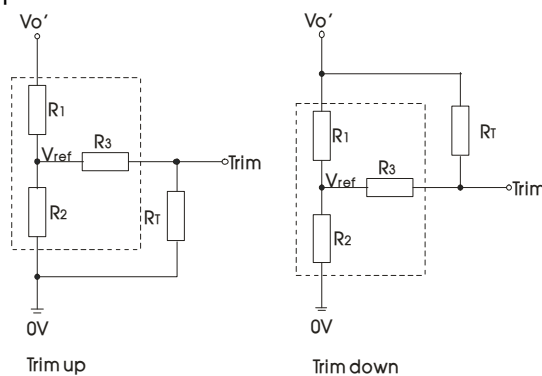 Vo'
R1
Vref
R3
Trim
R2
RT
0V
Trim up
Vo'
R1
RT
Vref
R3
Trim
R2
0V
Trim down